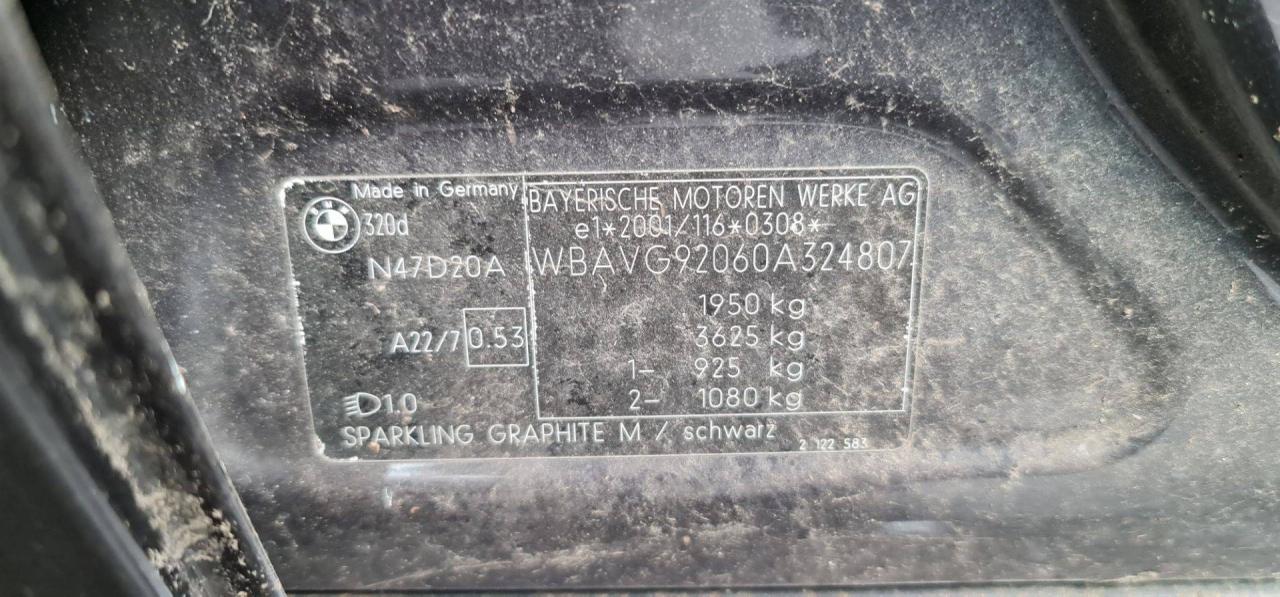 Made in Germany
BMW
320d
N47D20A
A22/7 0.53
1.0
BAYERISCHE MOTOREN WERKE AG
e1*2001/116*0308*
WBAVG92060A324807
1950 kg
3625 kg
1- 925 kg
2- 1080 kg
SPARKLING GRAPHITE M / schwarz
2 122 583